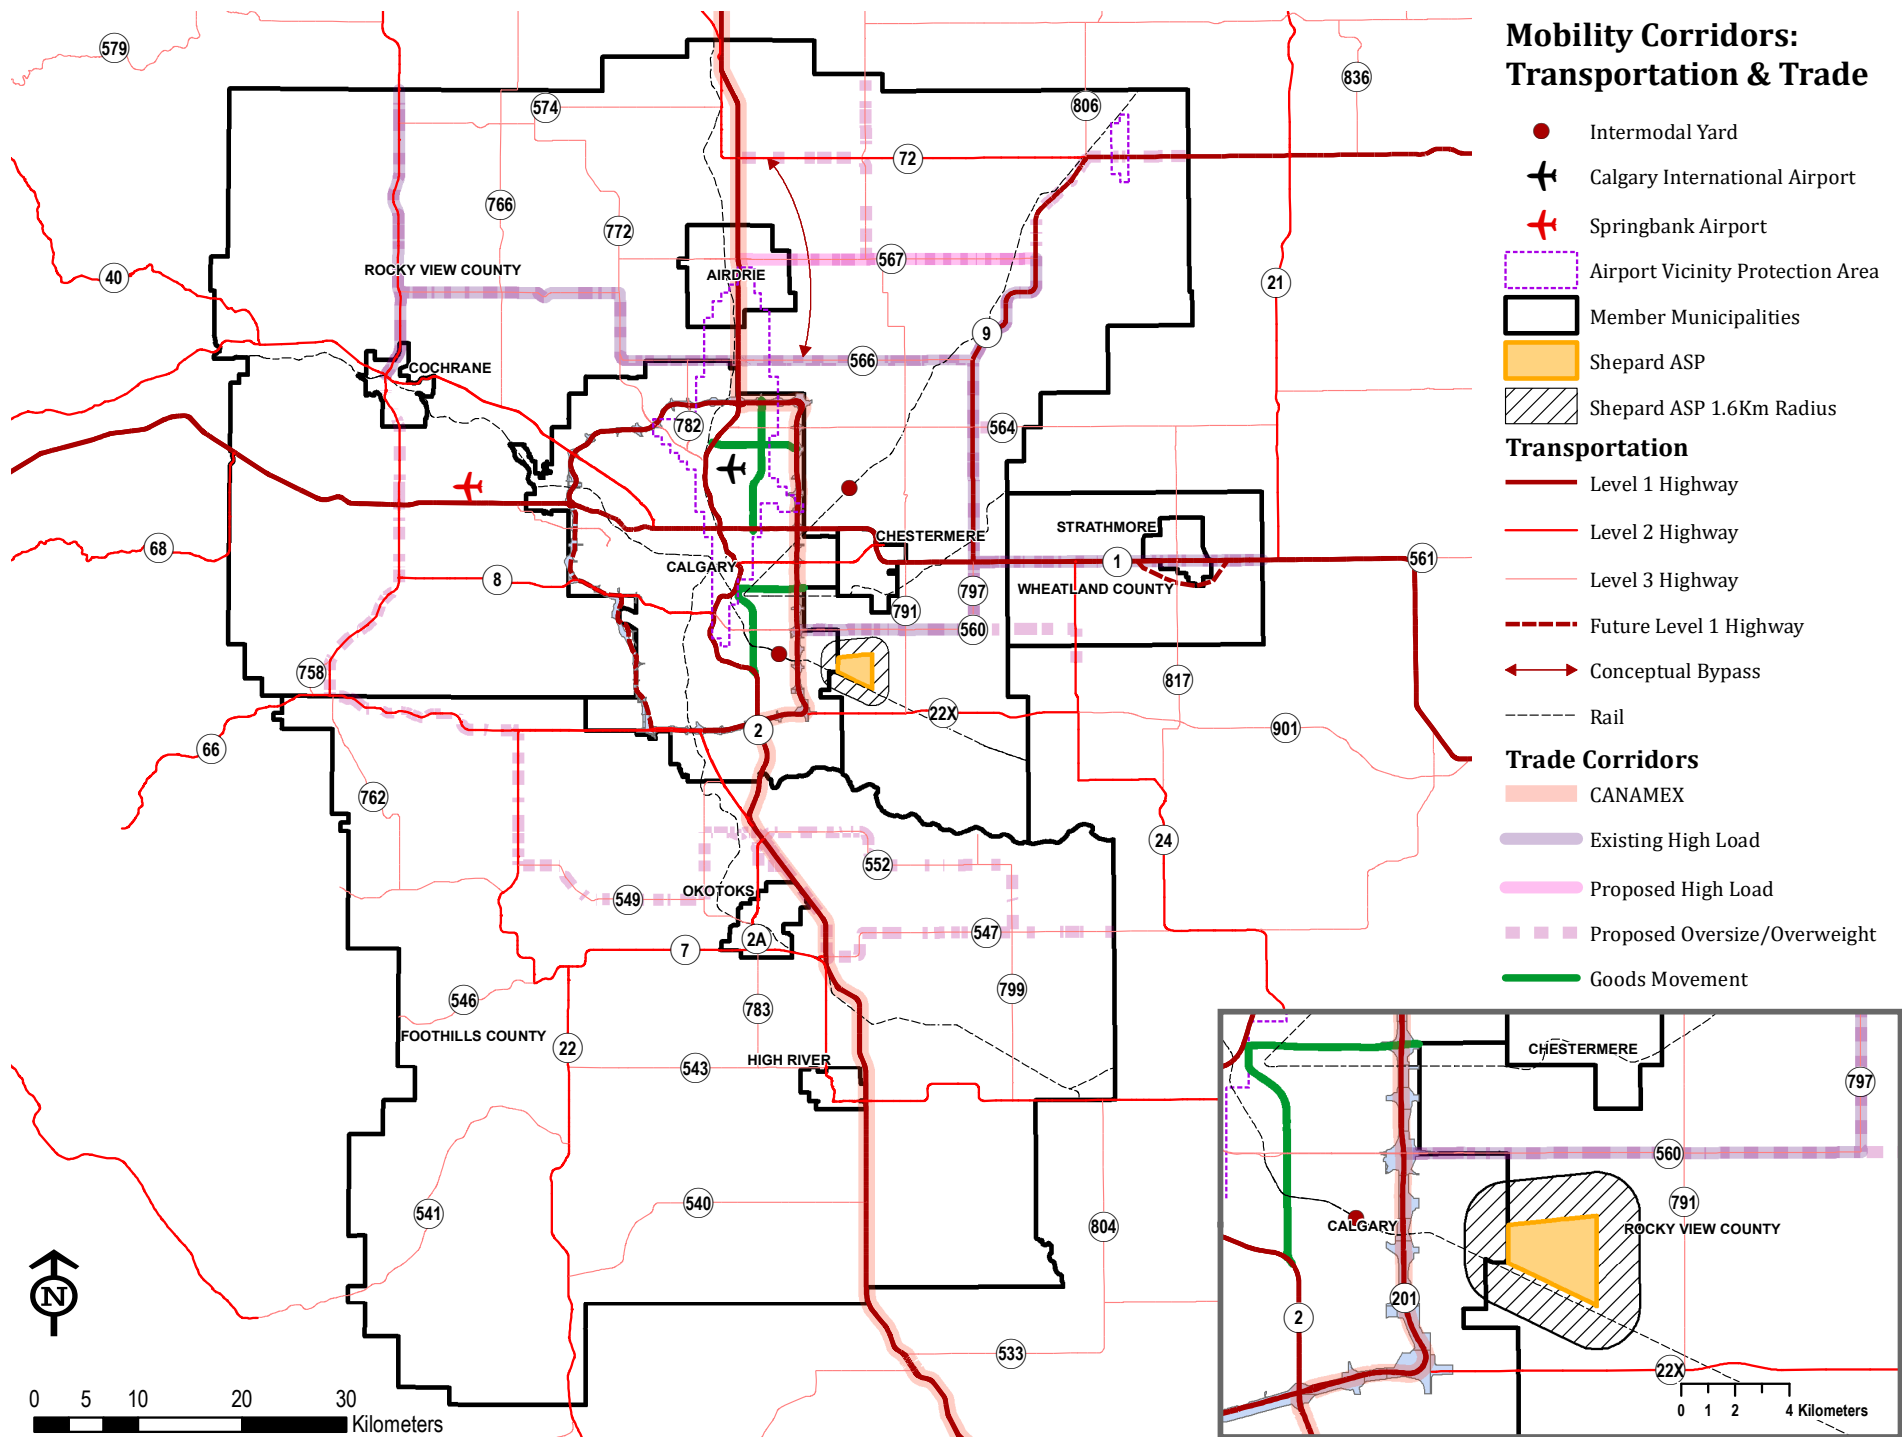 Mobility Corridors:
Transportation & Trade
Intermodal Yard
Calgary International Airport
Springbank Airport
Airport Vicinity Protection Area
Member Municipalities
Shepard ASP
Shepard ASP 1.6Km Radius
Transportation
Level 1 Highway
Level 2 Highway
Level 3 Highway
Future Level 1 Highway
Conceptual Bypass
Rail
Trade Corridors
CANAMEX
Existing High Load
Proposed High Load
Proposed Oversize/Overweight
Goods Movement
579
574
806
836
72
766
772
567
ROCKY VIEW COUNTY
AIRDRIE
40
21
9
566
COCHRANE
782
564
STRATHMORE
CHESTERMERE
68
CALGARY
1
561
8
797
WHEATLAND COUNTY
791
560
758
817
22X
2
901
66
762
24
552
OKOTOKS
549
547
2A
7
799
546
783
FOOTHILLS COUNTY
22
HIGH RIVER
543
540
541
804
533
N
0 5 10 20 30
Kilometers
CHESTERMERE
797
560
791
CALGARY
ROCKY VIEW COUNTY
201
2
22X
0 1 2 4 Kilometers